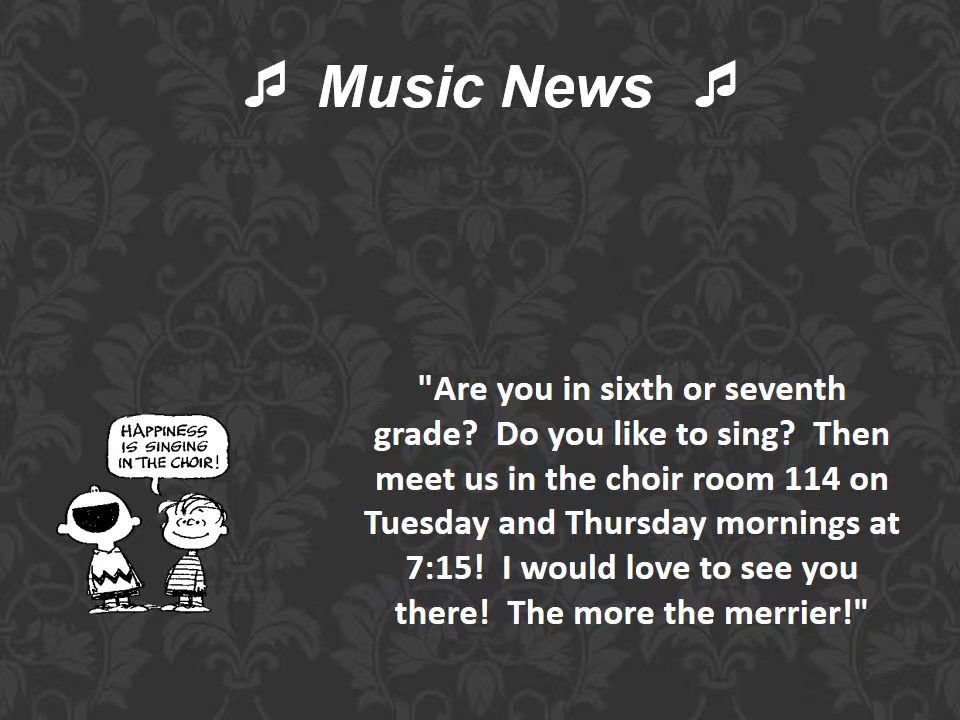 ♫ Music News ♫
"Are you in sixth or seventh
grade?  Do you like to sing?  Then
meet us in the choir room 114 on
Tuesday and Thursday mornings at
7:15!  I would love to see you
there!  The more the merrier!"
HAPPINESS
IS SINGING
IN THE CHOIR!